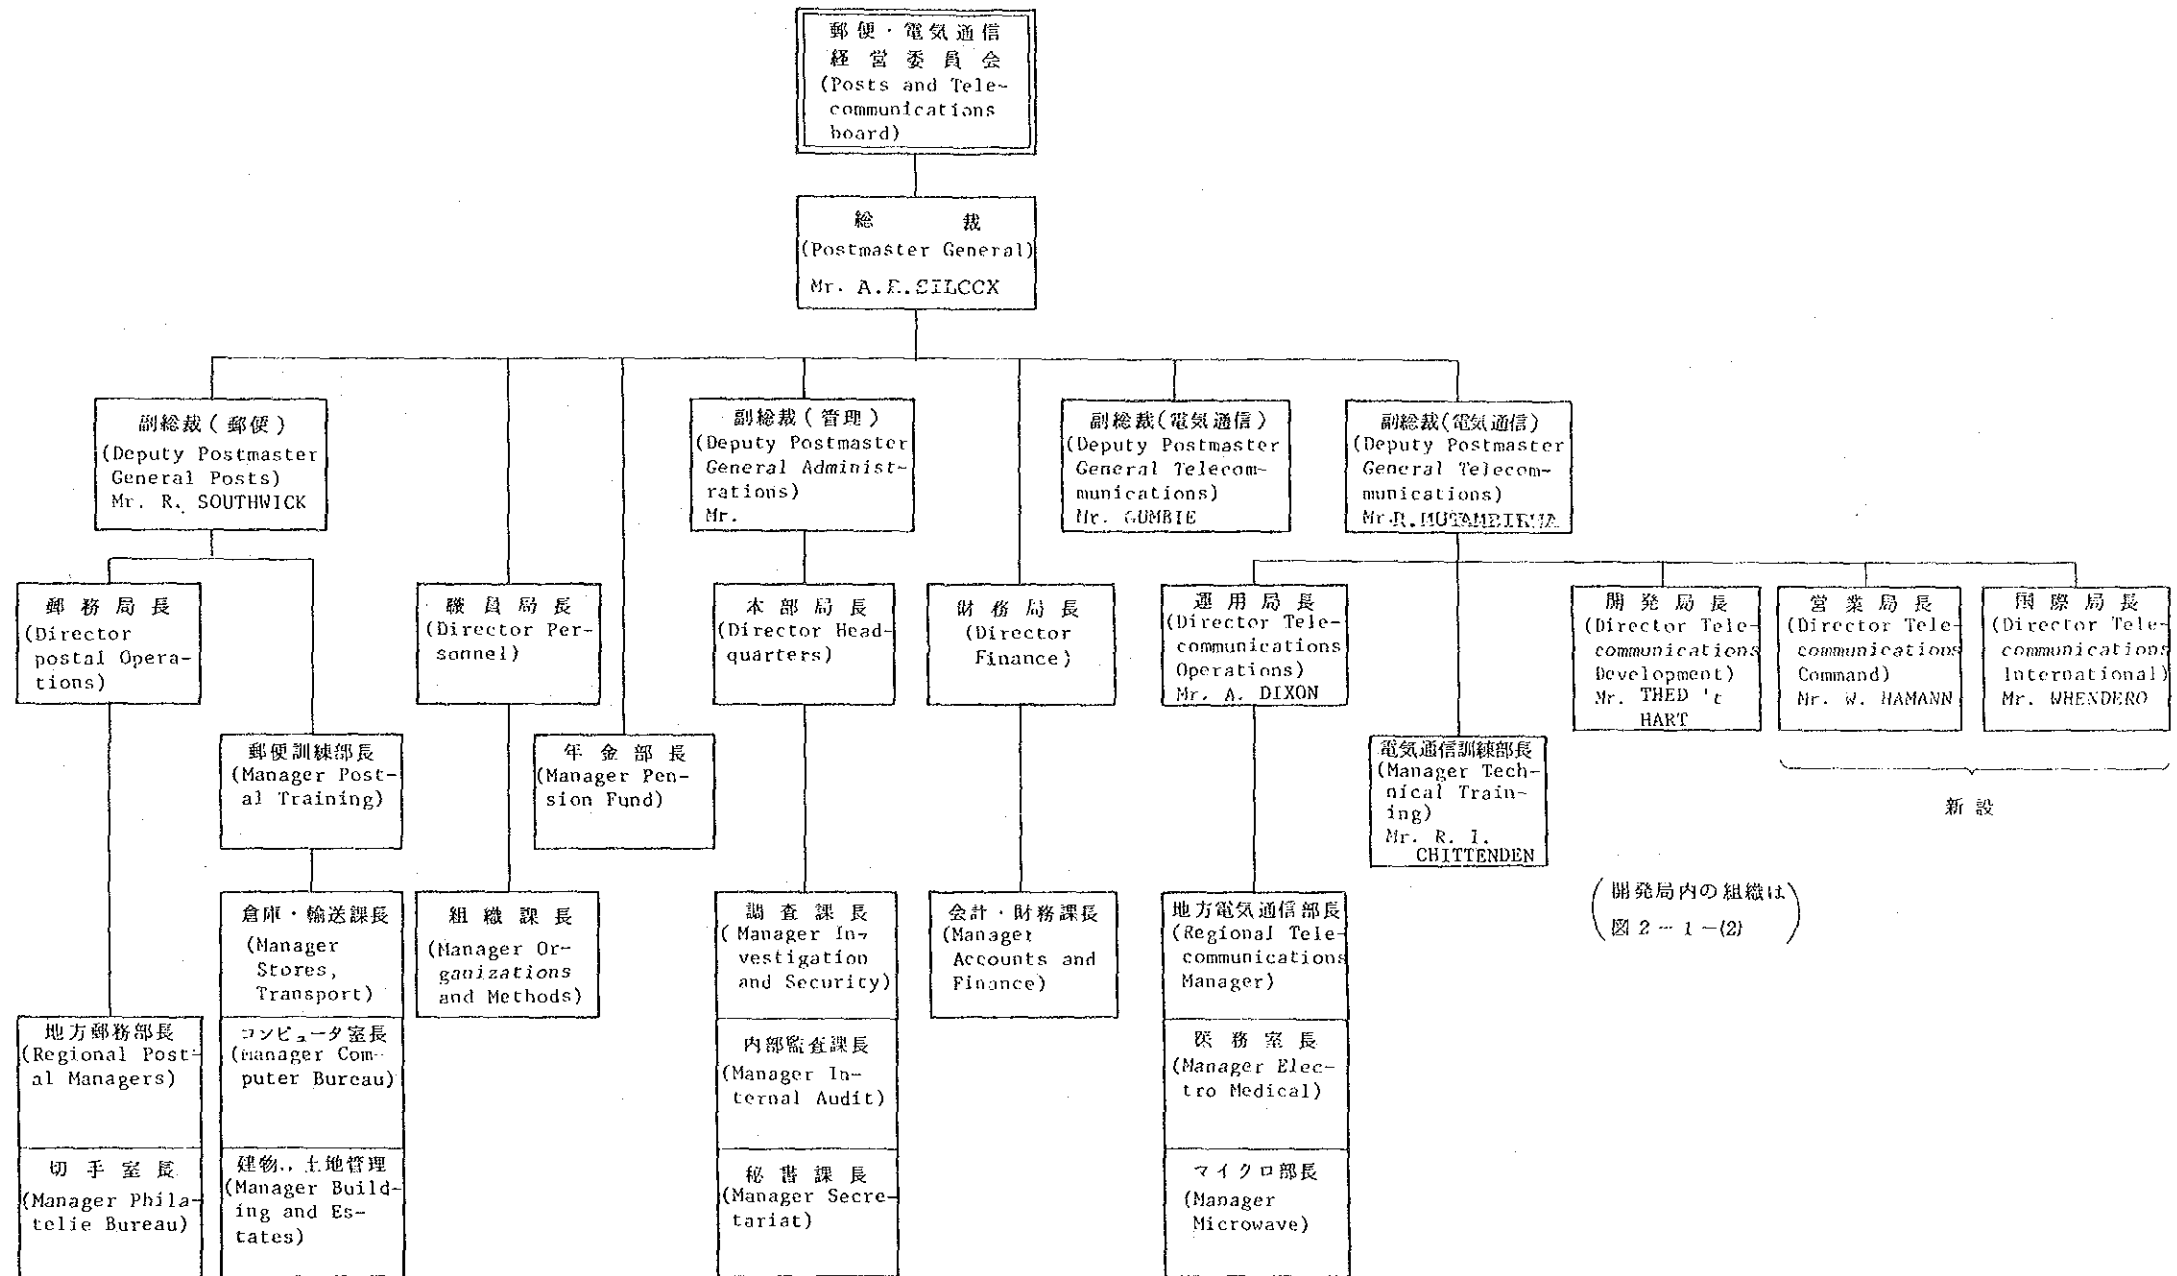 郵便・電気通信
経営委員会
(Posts and Tele-
communications
board)
総裁
(Postmaster General)
Mr.
副総裁(郵便)
(Deputy Postmaster
General Posts)
Mr. R. SOUTHWICK
副総裁(管理)
(Deputy Postmaster
General Administ-
rations)
Mr.
副総裁(電気通信)
(Deputy Postmaster
General Telecom-
munications)
Mr. GUMBIE
副総裁(電気通信)
(Deputy Postmaster
General Telecom-
munications)
Mr.
郵務局長
(Director
postal Opera-
tions)
職員局長
(Director Per-
sonnel)
本部局長
(Director Head-
quarters)
財務局長
(Director
Finance)
運用局長
(Director Tele-
communications
Operations)
Mr. A. DIXON
開発局長
(Director Tele-
communications
Development)
Mr. THED 't
HART
営業局長
(Director Tele-
communications
Command)
Mr. W. HAMANN
国際局長
(Director Tele-
communications
International)
Mr. WHENDERO
郵便訓練部長
(Manager Post-
al Training)
年金部長
(Manager Pen-
sion Fund)
電気通信訓練部長
(Manager Tech-
nical Train-
ing)
Mr. R. I.
CHITTENDEN
新設
倉庫・輸送課長
(Manager
Stores,
Transport)
組織課長
(Manager Or-
ganizations
and Methods)
調査課長
(Manager In-
vestigation
and Security)
会計・財務課長
(Manager
Accounts and
Finance)
地方電気通信部長
(Regional Tele-
communications
Manager)
(開発局内の組織は
図2-1-(2))
地方郵務部長
(Regional Post-
al Managers)
コンピュータ室長
(Manager Com-
puter Bureau)
内部監査課長
(Manager In-
ternal Audit)
医務室長
(Manager Elec-
tro Medical)
切手室長
(Manager Phila-
telie Bureau)
建物、土地管理
(Manager Build-
ing and Es-
tates)
秘書課長
(Manager Secre-
tariat)
マイクロ部長
(Manager
Microwave)